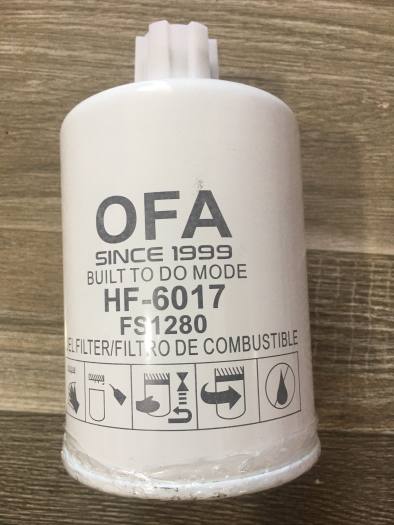 OFA
SINCE 1999
BUILT TO DO MODE
HF-6017
FS1280
EL FILTER/FILTRO DE COMBUSTIBLE